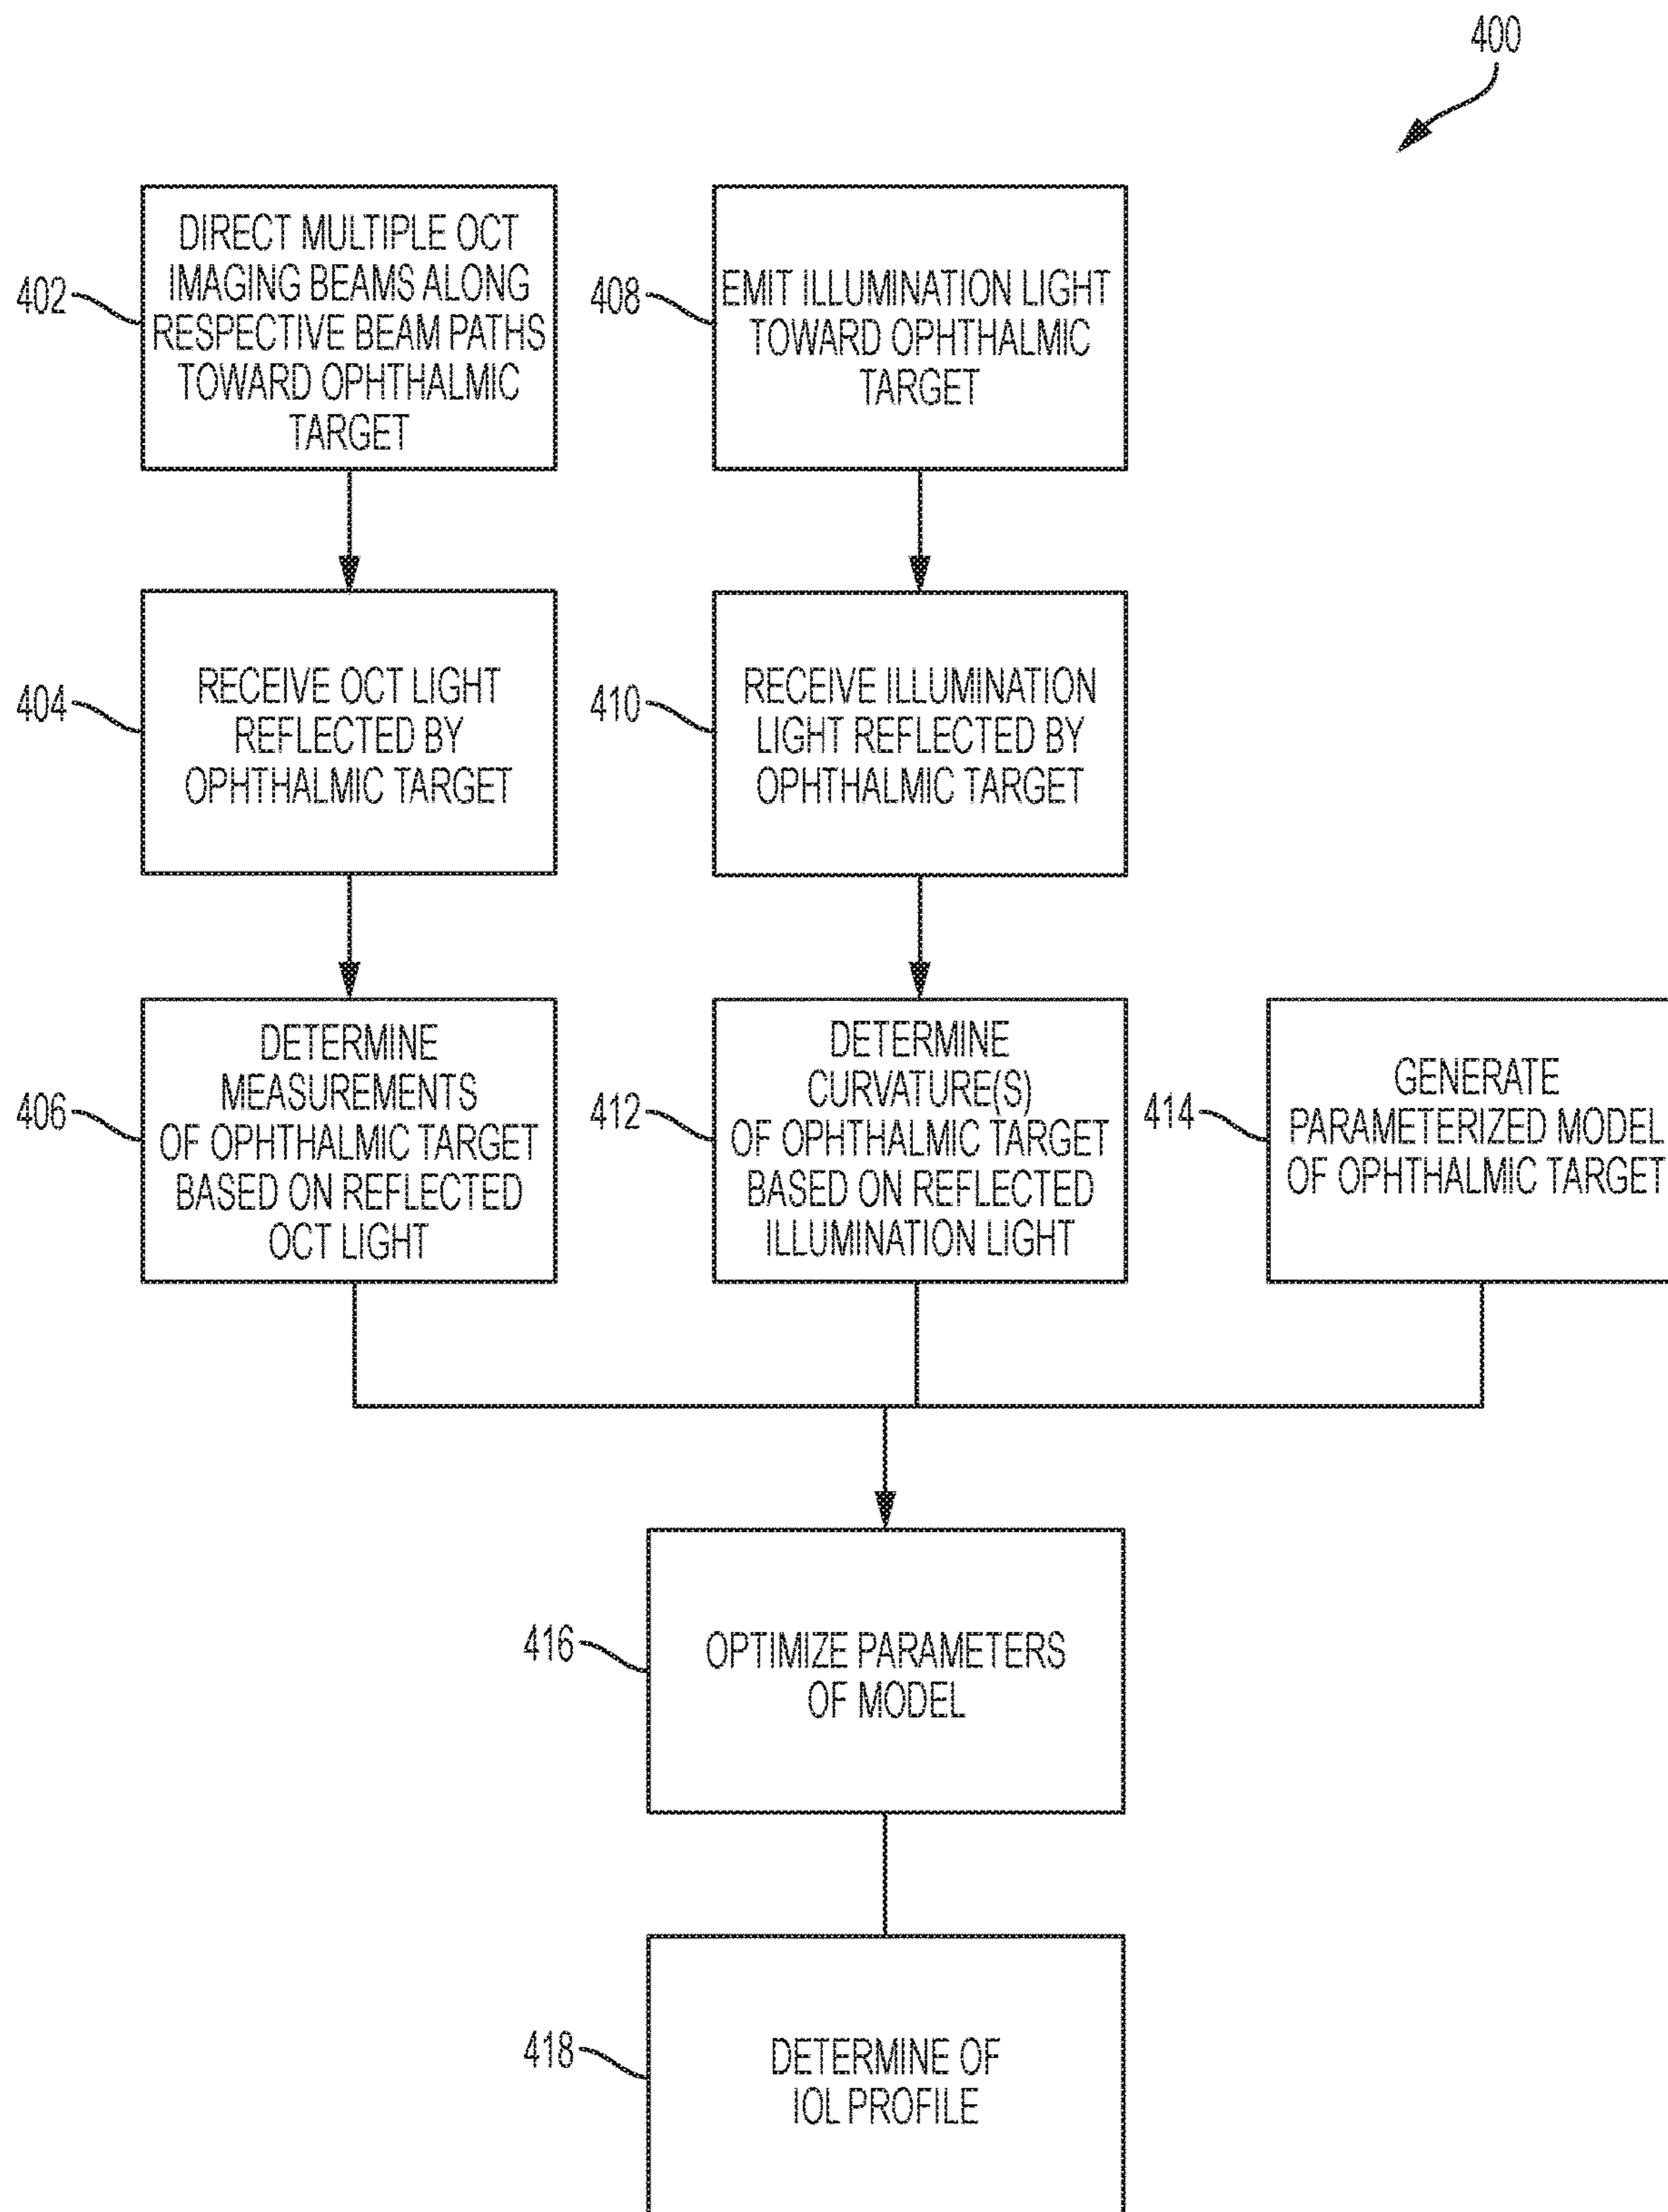 400
402
DIRECT MULTIPLE OCT
IMAGING BEAMS ALONG
RESPECTIVE BEAM PATHS
TOWARD OPHTHALMIC
TARGET
408
EMIT ILLUMINATION LIGHT
TOWARD OPHTHALMIC
TARGET
404
RECEIVE OCT LIGHT
REFLECTED BY
OPHTHALMIC TARGET
410
RECEIVE ILLUMINATION
LIGHT REFLECTED BY
OPHTHALMIC TARGET
406
DETERMINE
MEASUREMENTS
OF OPHTHALMIC TARGET
BASED ON REFLECTED
OCT LIGHT
412
DETERMINE
CURVATURE(S)
OF OPHTHALMIC TARGET
BASED ON REFLECTED
ILLUMINATION LIGHT
414
GENERATE
PARAMETERIZED MODEL
OF OPHTHALMIC TARGET
416
OPTIMIZE PARAMETERS
OF MODEL
418
DETERMINE OF
IOL PROFILE